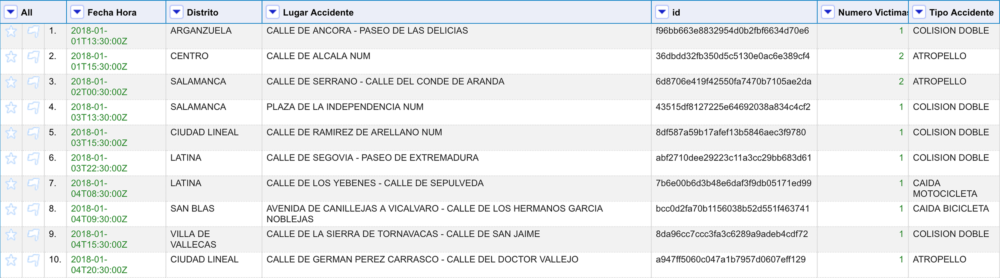 All Fecha Hora Distrito Lugar Accidente id Numero Victimas Tipo Accidente
1. 2018-01- ARGANZUELA CALLE DE ANCORA - PASEO DE LAS DELICIAS f96bb663e8832954d0b2fbf6634d70e6 1 COLISION DOBLE
01T13:30:00Z
2. 2018-01- CENTRO CALLE DE ALCALA NUM 36dbdd32fb350d5c5130e0ac6e389cf4 2 ATROPELLO
01T15:30:00Z
3. 2018-01- SALAMANCA CALLE DE SERRANO - CALLE DEL CONDE DE ARANDA 6d8706e419f42550fa7470b7105ae2da 2 ATROPELLO
02T00:30:00Z
4. 2018-01- SALAMANCA PLAZA DE LA INDEPENDENCIA NUM 43515df8127225e64692038a834c4cf2 1 COLISION DOBLE
03T13:30:00Z
5. 2018-01- CIUDAD LINEAL CALLE DE RAMIREZ DE ARELLANO NUM 8df587a59b17afef13b5846aec3f9780 1 COLISION DOBLE
03T15:30:00Z
6. 2018-01- LATINA CALLE DE SEGOVIA - PASEO DE EXTREMADURA abf2710dee29223c11a3cc29bb683d61 1 COLISION DOBLE
03T22:30:00Z
7. 2018-01- LATINA CALLE DE LOS YEBENES - CALLE DE SEPULVEDA 7b6e00b6d3b48e6daf3f9db05171ed99 1 CAIDA
04T08:30:00Z MOTOCICLETA
8. 2018-01- SAN BLAS AVENIDA DE CANILLEJAS A VICALVARO - CALLE DE LOS HERMANOS GARCIA bcc0d2fa70b1156038b52d551f463741 1 CAIDA BICICLETA
04T09:30:00Z NOBLEJAS
9. 2018-01- VILLA DE CALLE DE LA SIERRA DE TORNAVACAS - CALLE DE SAN JAIME 8da96cc7ccc3fa3c6289a9adeb4cdf72 1 COLISION DOBLE
04T15:30:00Z VALLECAS
10. 2018-01- CIUDAD LINEAL CALLE DE GERMAN PEREZ CARRASCO - CALLE DEL DOCTOR VALLEJO a947ff5060c047a1b7957d0607eff129 1 ATROPELLO
04T20:30:00Z